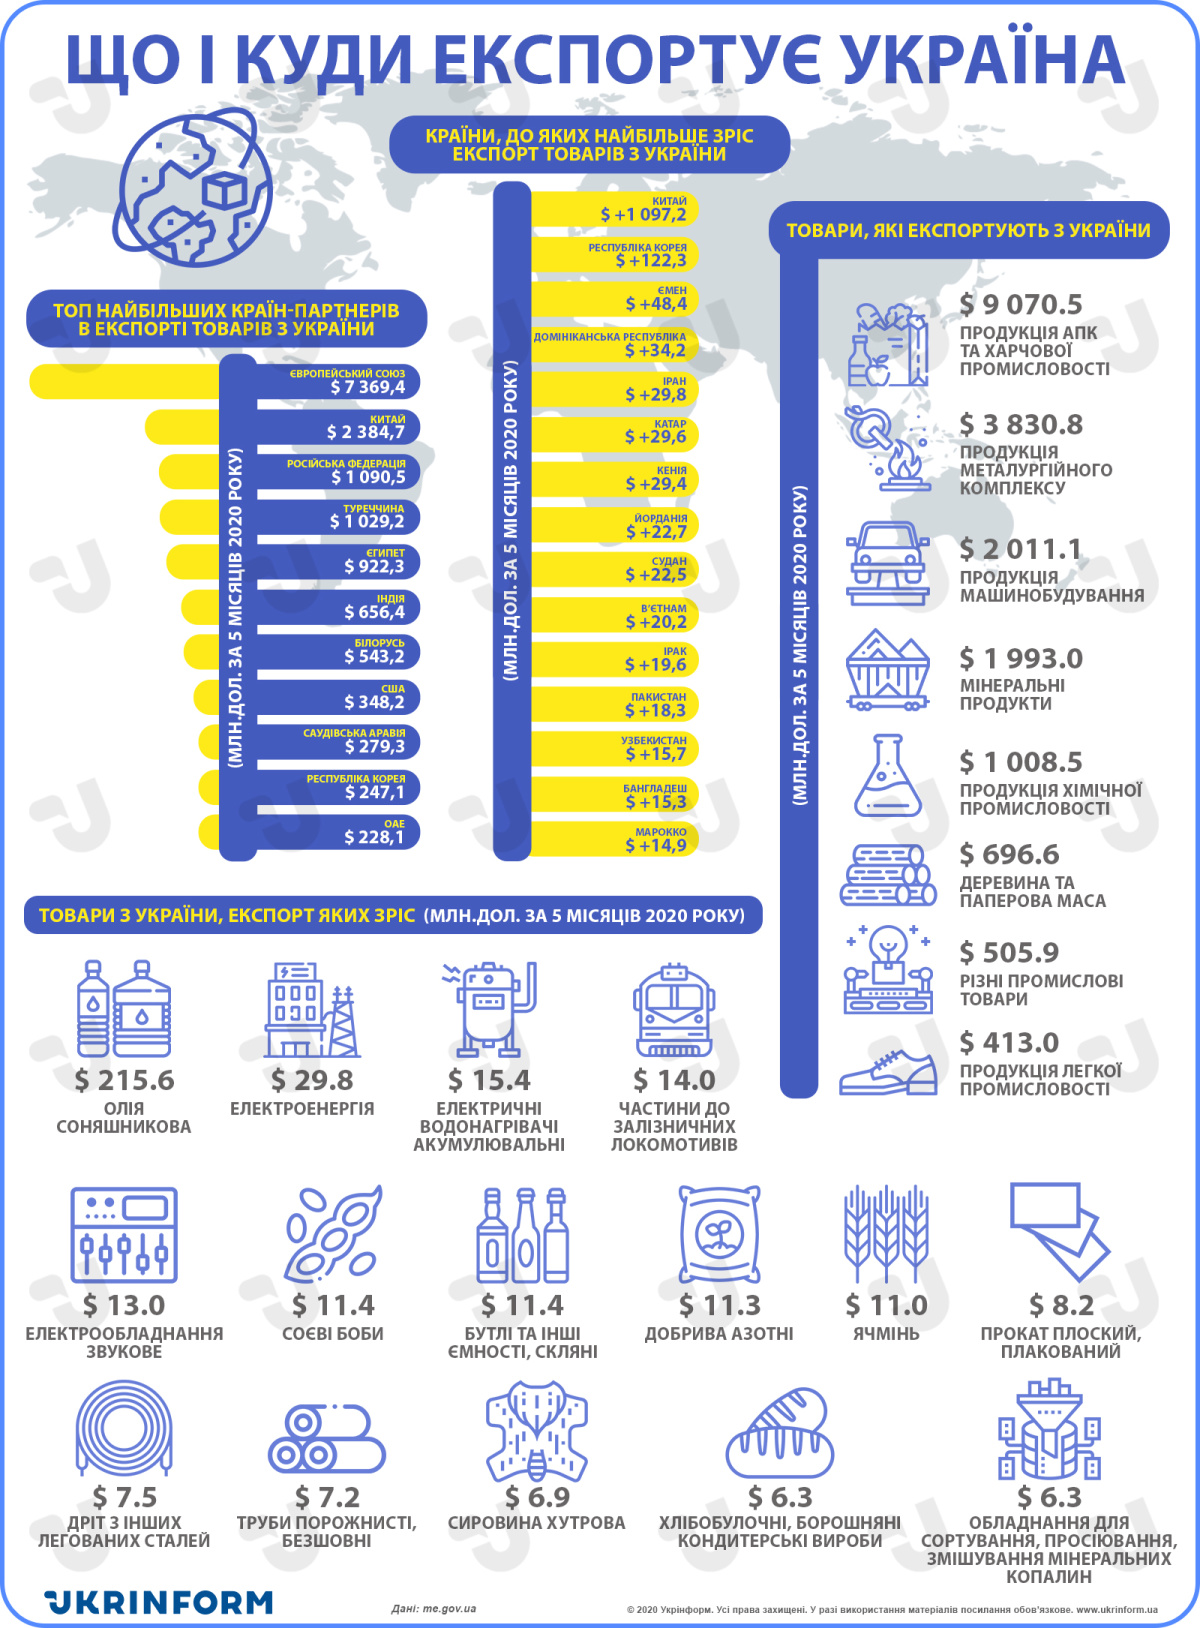 ЩО І КУДИ ЕКСПОРТУЄ УКРАЇНА
КРАЇНИ, ДО ЯКИХ НАЙБІЛЬШЕ ЗРІС
ЕКСПОРТ ТОВАРІВ З УКРАЇНИ
(МЛН.ДОЛ. ЗА 5 МІСЯЦІВ 2020 РОКУ)
КИТАЙ
$ +1 097,2
РЕСПУБЛІКА КОРЕЯ
$ +122,3
ЄМЕН
$ +48,4
ДОМІНІКАНСЬКА РЕСПУБЛІКА
$ +34,2
ІРАН
$ +29,8
КАТАР
$ +29,6
КЕНІЯ
$ +29,4
ЙОРДАНІЯ
$ +22,7
СУДАН
$ +22,5
В'ЄТНАМ
$ +20,2
ІРАК
$ +19,6
ПАКИСТАН
$ +18,3
УЗБЕКИСТАН
$ +15,7
БАНГЛАДЕШ
$ +15,3
МАРОККО
$ +14,9
ТОП НАЙБІЛЬШИХ КРАЇН-ПАРТНЕРІВ
В ЕКСПОРТІ ТОВАРІВ З УКРАЇНИ
(МЛН.ДОЛ. ЗА 5 МІСЯЦІВ 2020 РОКУ)
ЄВРОПЕЙСЬКИЙ СОЮЗ
$ 7 369,4
КИТАЙ
$ 2 384,7
РОСІЙСЬКА ФЕДЕРАЦІЯ
$ 1 090,5
ТУРЕЧЧИНА
$ 1 029,2
ЄГИПЕТ
$ 922,3
ІНДІЯ
$ 656,4
БІЛОРУСЬ
$ 543,2
США
$ 348,2
САУДІВСЬКА АРАВІЯ
$ 279,3
РЕСПУБЛІКА КОРЕЯ
$ 247,1
ОАЕ
$ 228,1
ТОВАРИ, ЯКІ ЕКСПОРТУЮТЬ З УКРАЇНИ
(МЛН.ДОЛ. ЗА 5 МІСЯЦІВ 2020 РОКУ)
$ 9 070.5
ПРОДУКЦІЯ АПК
ТА ХАРЧОВОЇ
ПРОМИСЛОВОСТІ
$ 3 830.8
ПРОДУКЦІЯ
МЕТАЛУРГІЙНОГО
КОМПЛЕКСУ
$ 2 011.1
ПРОДУКЦІЯ
МАШИНОБУДУВАННЯ
$ 1 993.0
МІНЕРАЛЬНІ
ПРОДУКТИ
$ 1 008.5
ПРОДУКЦІЯ ХІМІЧНОЇ
ПРОМИСЛОВОСТІ
$ 696.6
ДЕРЕВИНА ТА
ПАПЕРОВА МАСА
$ 505.9
РІЗНІ ПРОМИСЛОВІ
ТОВАРИ
$ 413.0
ПРОДУКЦІЯ ЛЕГКОЇ
ПРОМИСЛОВОСТІ
ТОВАРИ З УКРАЇНИ, ЕКСПОРТ ЯКИХ ЗРІС (МЛН.ДОЛ. ЗА 5 МІСЯЦІВ 2020 РОКУ)
$ 215.6
ОЛІЯ
СОНЯШНИКОВА
$ 29.8
ЕЛЕКТРОЕНЕРГІЯ
$ 15.4
ЕЛЕКТРИЧНІ
ВОДОНАГРІВАЧІ
АКУМУЛЮВАЛЬНІ
$ 14.0
ЧАСТИНИ ДО
ЗАЛІЗНИЧНИХ
ЛОКОМОТИВІВ
$ 13.0
ЕЛЕКТРООБЛАДНАННЯ
ЗВУКОВЕ
$ 11.4
СОЄВІ БОБИ
$ 11.4
БУТЛІ ТА ІНШІ
ЄМНОСТІ, СКЛЯНІ
$ 11.3
ДОБРИВА АЗОТНІ
$ 11.0
ЯЧМІНЬ
$ 8.2
ПРОКАТ ПЛОСКИЙ,
ПЛАКОВАНИЙ
$ 7.5
ДРІТ З ІНШИХ
ЛЕГОВАНИХ СТАЛЕЙ
$ 7.2
ТРУБИ ПОРОЖНИСТІ,
БЕЗШОВНІ
$ 6.9
СИРОВИНА ХУТРОВА
$ 6.3
ХЛІБОБУЛОЧНІ, БОРОШНЯНІ
КОНДИТЕРСЬКІ ВИРОБИ
$ 6.3
ОБЛАДНАННЯ ДЛЯ
СОРТУВАННЯ, ПРОСІЮВАННЯ,
ЗМІШУВАННЯ МІНЕРАЛЬНИХ
КОПАЛИН
UKRINFORM
Дані: me.gov.ua
© 2020 Укрінформ. Усі права захищені. У разі використання матеріалів посилання обов'язкове. www.ukrinform.ua